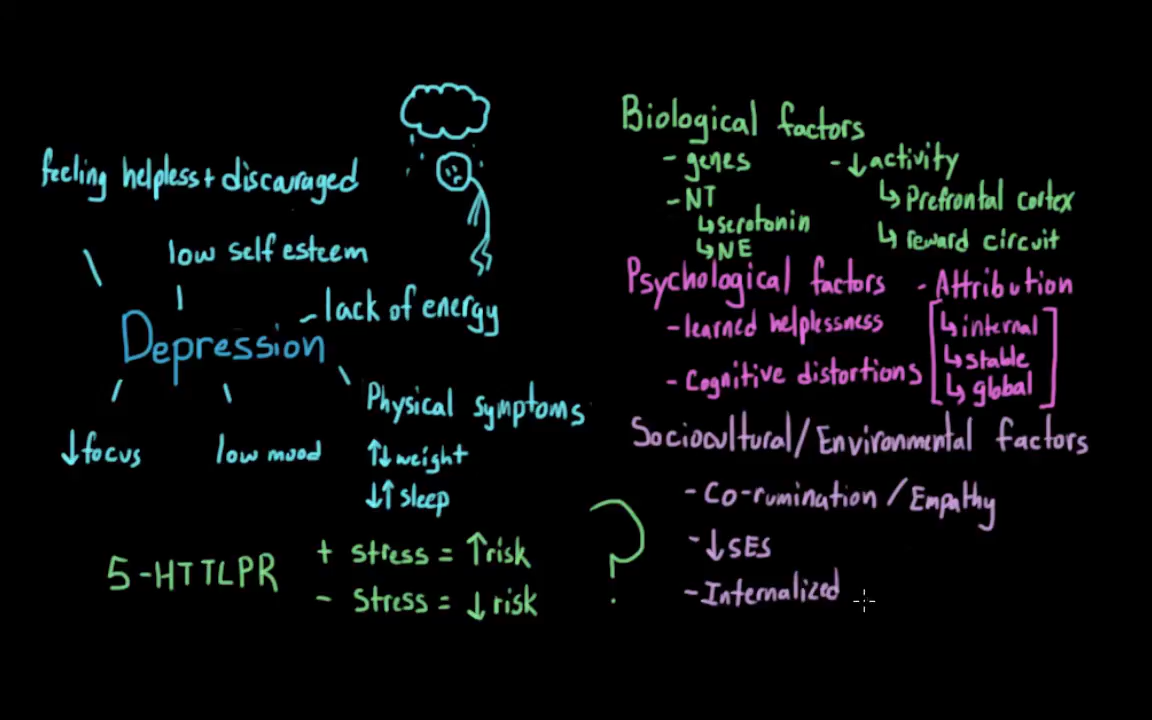 feeling helpless + discouraged
low self esteem
lack of energy
Depression
Physical symptoms
↑↓ weight
↓↑ sleep
↓ focus
low mood
5-HTTLPR
+ stress = ↑ risk
- stress = ↓ risk
?
Biological factors
- genes
- NT
↳ serotonin
↳ NE
- ↓ activity
↳ Prefrontal cortex
↳ reward circuit
Psychological factors
- learned helplessness
- Cognitive distortions
- Attribution
↳ internal
↳ stable
↳ global
Sociocultural/Environmental factors
- Co-rumination / Empathy
- ↓ SES
- Internalized